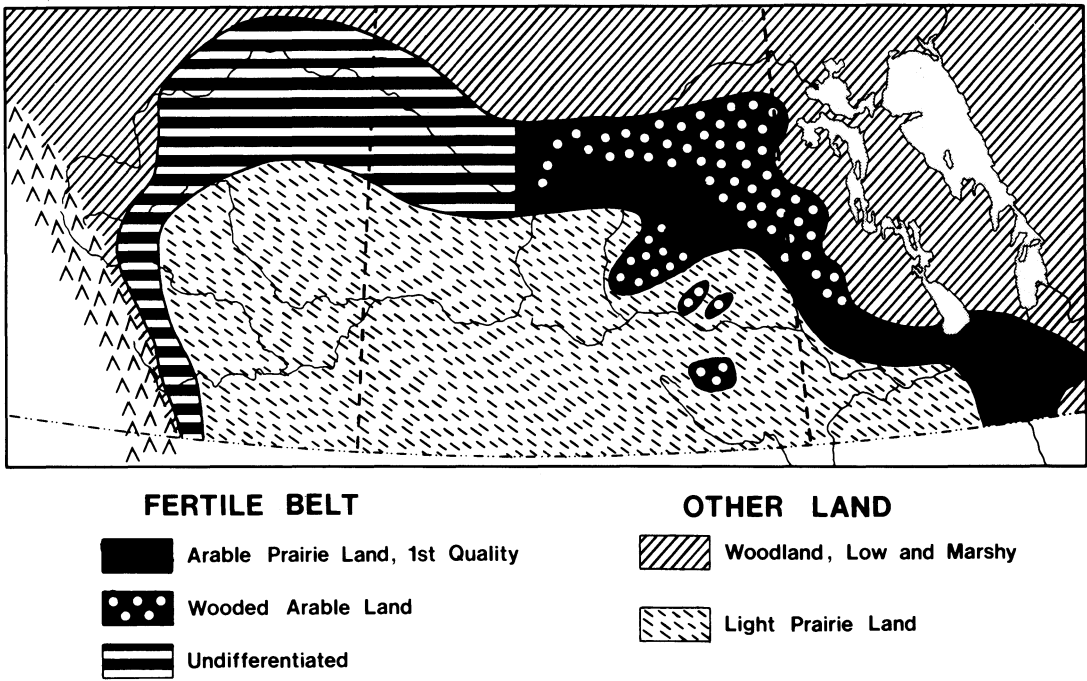 FERTILE BELT
Arable Prairie Land, 1st Quality
Wooded Arable Land
Undifferentiated
OTHER LAND
Woodland, Low and Marshy
Light Prairie Land